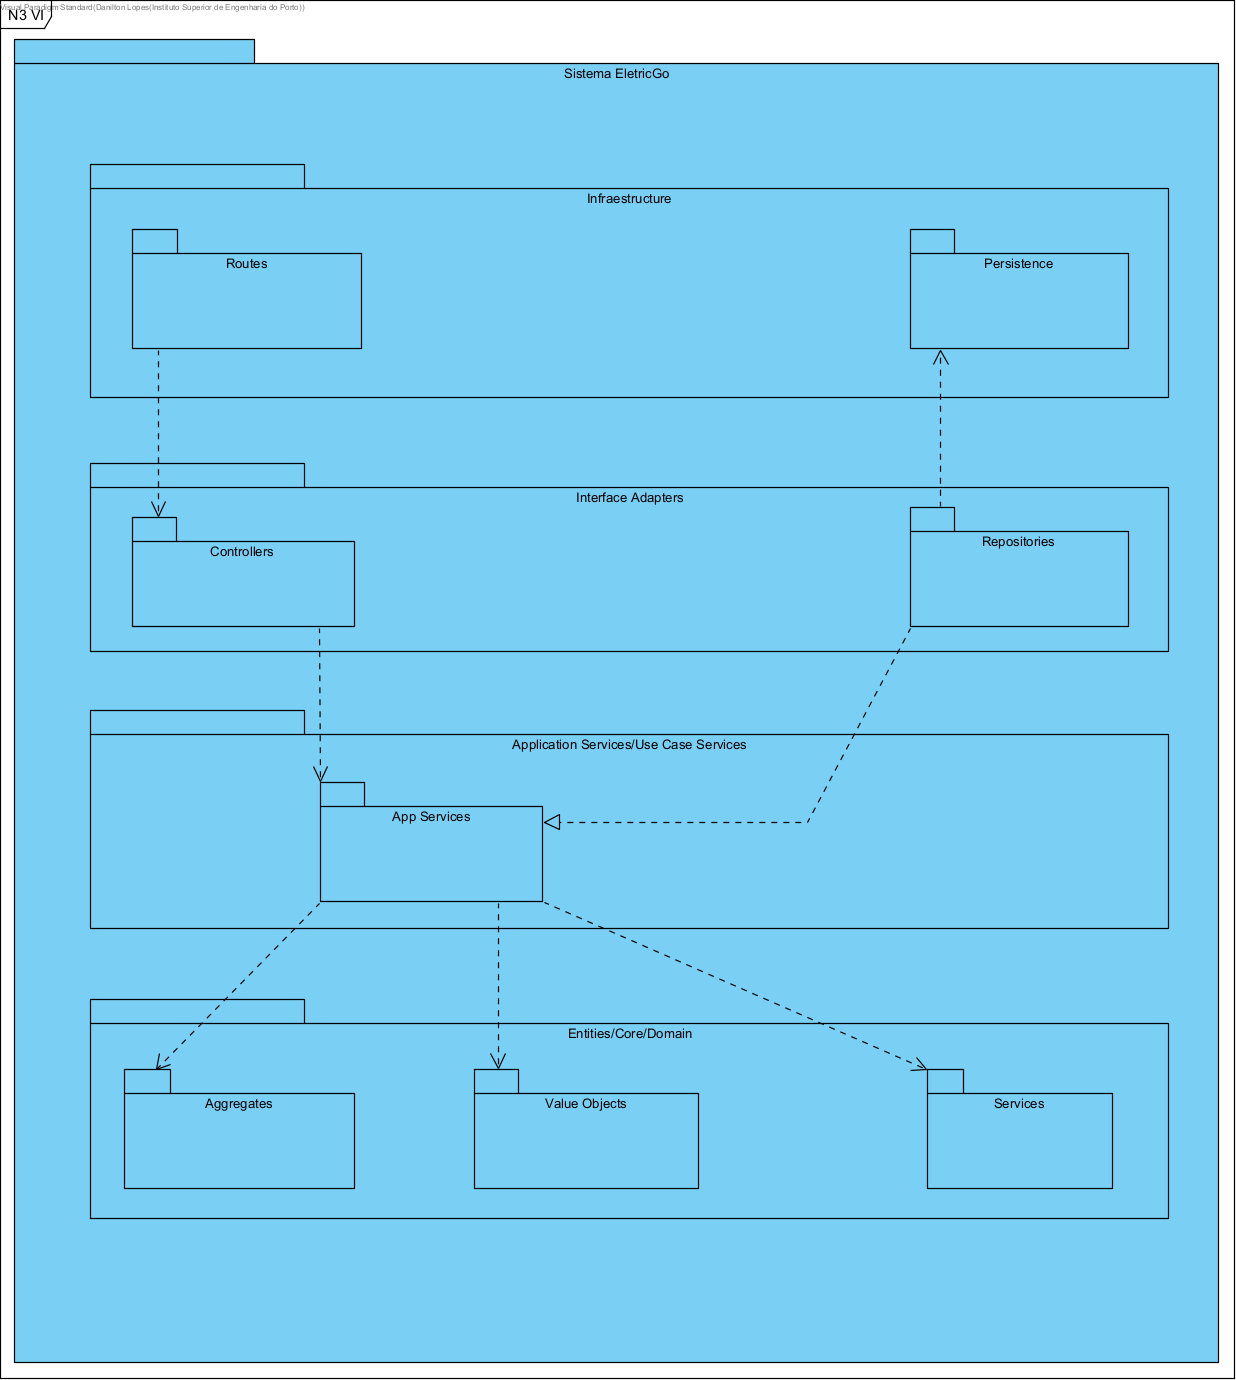 Visual Paradigm Standard(Danilton Lopes(Instituto Superior de Engenharia do Porto))
N3 VI
Sistema EletricGo
Infraestructure
Routes
Persistence
Interface Adapters
Controllers
Repositories
Application Services/Use Case Services
App Services
Entities/Core/Domain
Aggregates
Value Objects
Services